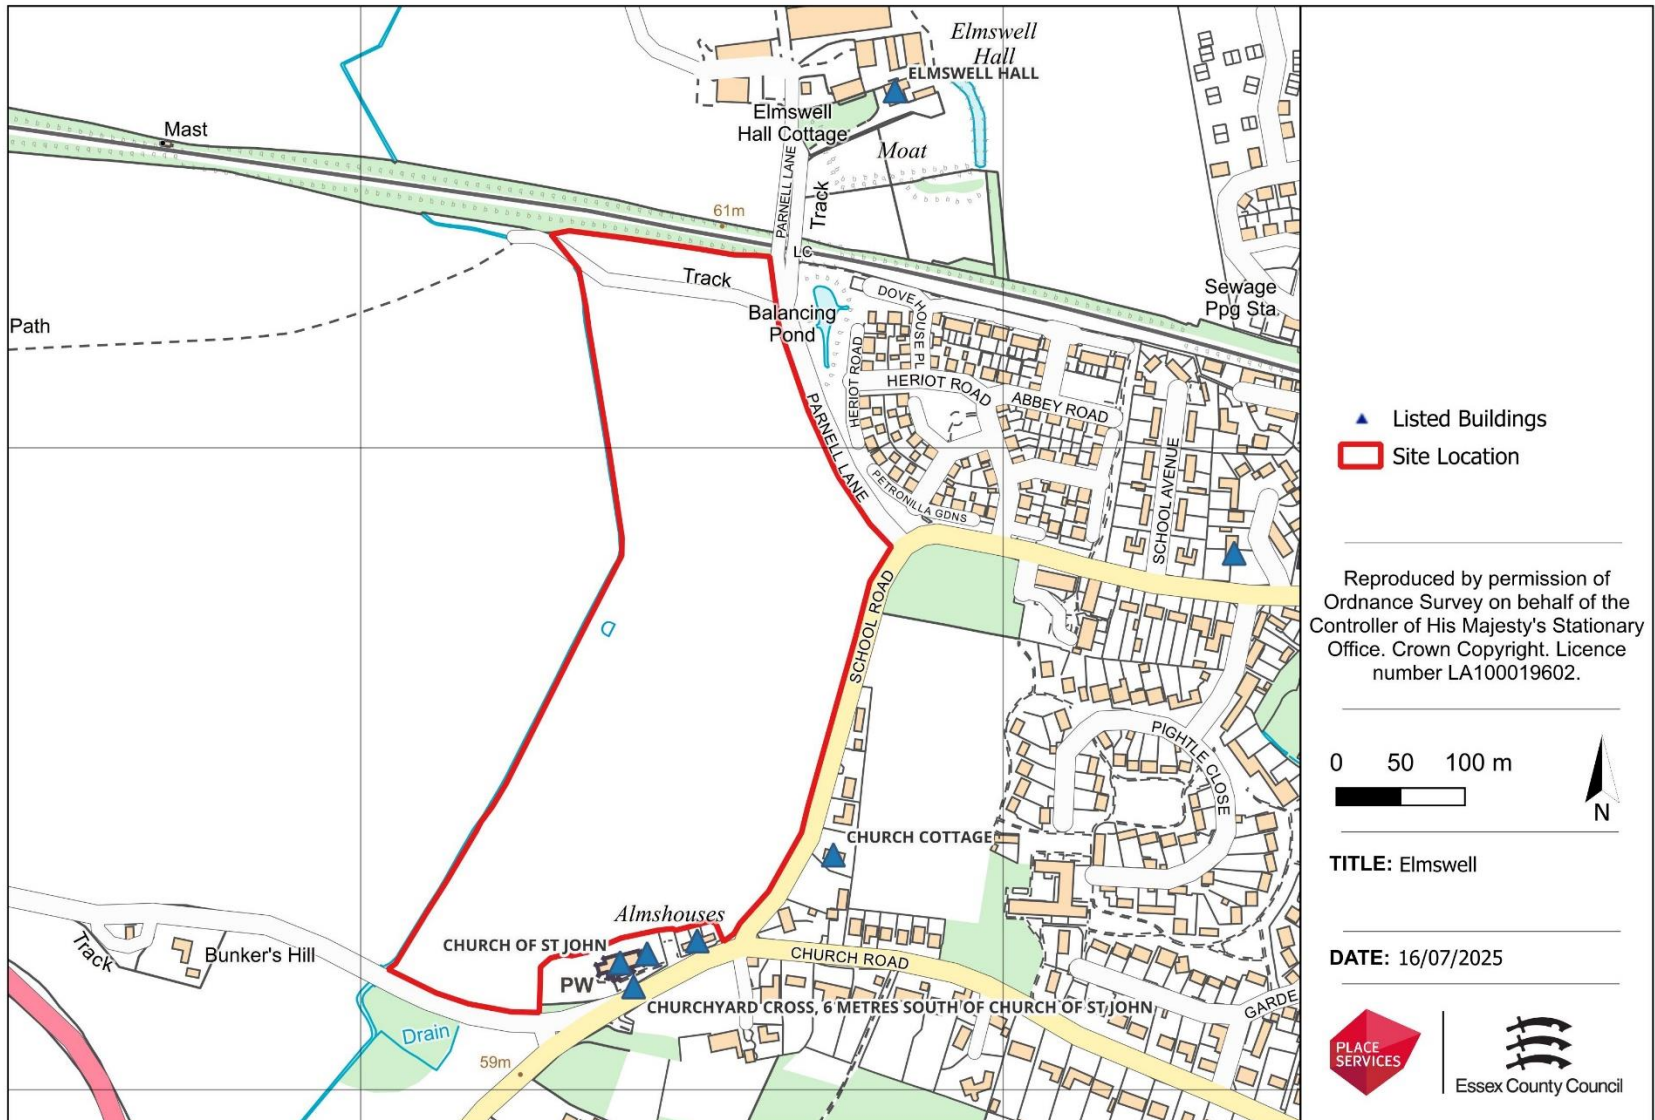 Elmswell
Hall
ELMSWELL HALL
Mast
Elmswell
Hall Cottage
Moat
PARNELL LANE
Track
61m
LC
Track
Path
Balancing
Pond
DOVEHOUSE PL
Sewage
Ppg Sta.
HERIOT ROAD
HERIOT ROAD
ABBEY ROAD
PARNELL LANE
PETRONILLA GDNS
SCHOOL AVENUE
D
SCHOOL ROAD
PIGHTLE CLOSE
CHURCH COTTAGE
Almshouses
CHURCH OF ST JOHN
Bunker's Hill
Track
PW
CHURCH ROAD
CHURCHYARD CROSS, 6 METRES SOUTH OF CHURCH OF ST JOHN
GARDE
Drain
59m
Listed Buildings
Site Location
Reproduced by permission of
Ordnance Survey on behalf of the
Controller of His Majesty's Stationary
Office. Crown Copyright. Licence
number LA100019602.
0 50 100 m
N
TITLE: Elmswell
DATE: 16/07/2025
PLACE
SERVICES
Essex County Council